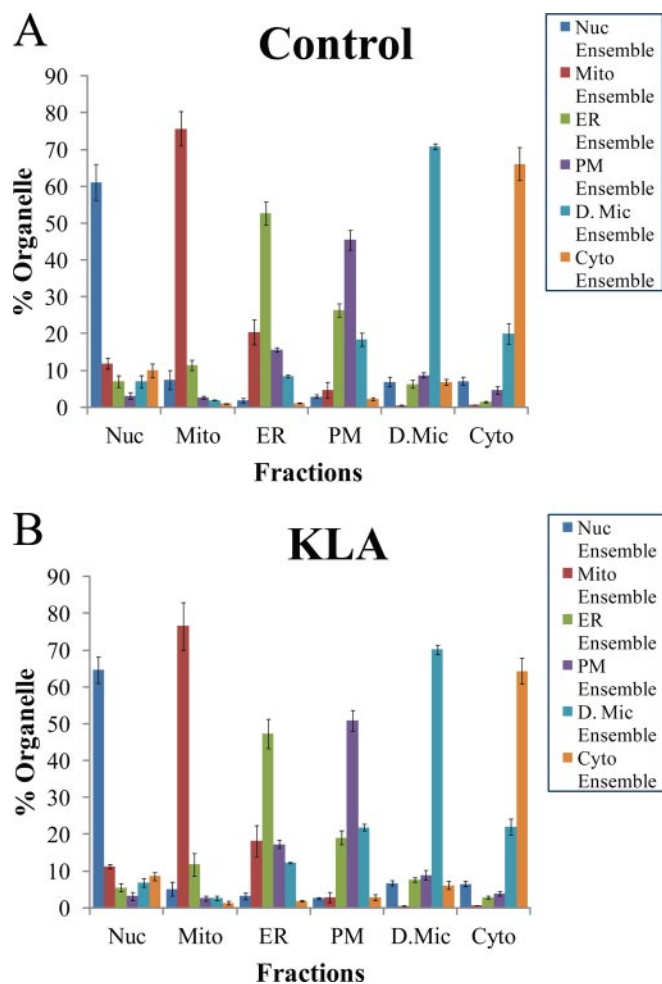 A
Control
90
80
70
60
50
40
30
20
10
0
% Organelle
Nuc Mito ER PM D.Mic Cyto
Fractions
Nuc
Ensemble
Mito
Ensemble
ER
Ensemble
PM
Ensemble
D. Mic
Ensemble
Cyto
Ensemble
B
KLA
90
80
70
60
50
40
30
20
10
0
% Organelle
Nuc Mito ER PM D.Mic Cyto
Fractions
Nuc
Ensemble
Mito
Ensemble
ER
Ensemble
PM
Ensemble
D. Mic
Ensemble
Cyto
Ensemble